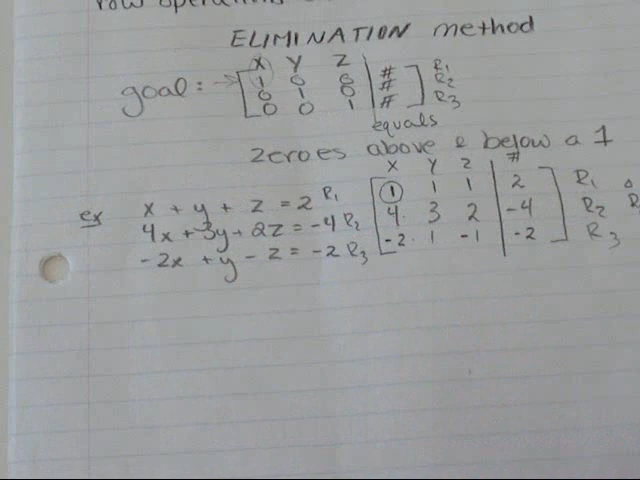 row operations
ELIMINATION method
X Y Z
goal: → [1 0 0 | #] R1
[0 1 0 | #] R2
[0 0 1 | #] R3
equals
zeroes above & below a 1
X Y Z #
ex x + y + z = 2 R1 [1 1 1 | 2] R1
4x + 3y + 2z = -4 R2 [4 3 2 | -4] R2
-2x + y - z = -2 R3 [-2 1 -1 | -2] R3